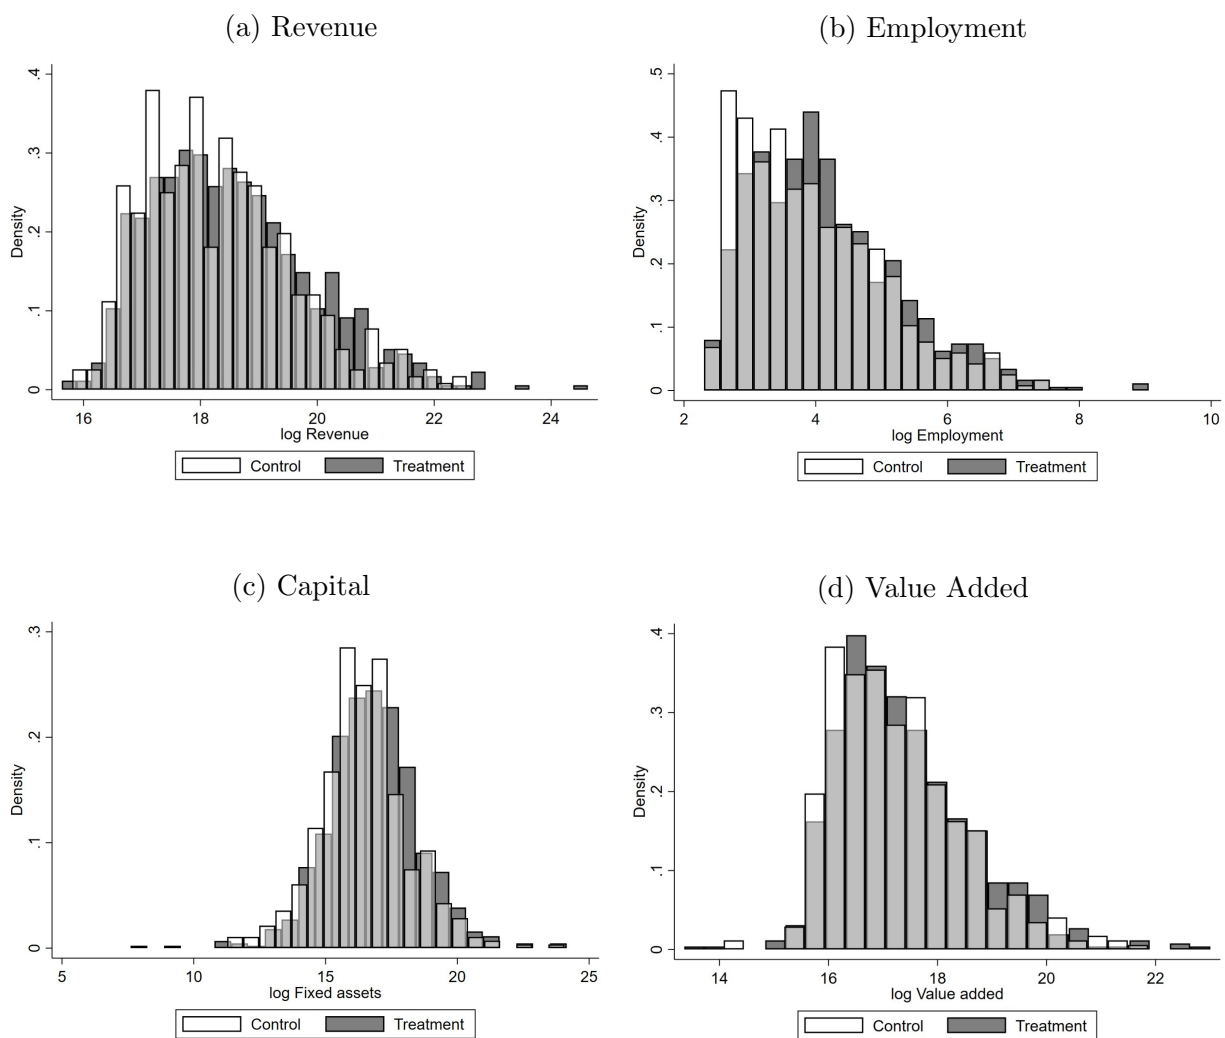 (a) Revenue
.4
.3
.2
.1
0
Density
16 18 20 22 24
log Revenue
Control Treatment
(b) Employment
.5
.4
.3
.2
.1
0
Density
2 4 6 8 10
log Employment
Control Treatment
(c) Capital
.3
.2
.1
0
Density
5 10 15 20 25
log Fixed assets
Control Treatment
(d) Value Added
.4
.3
.2
.1
0
Density
14 16 18 20 22
log Value added
Control Treatment